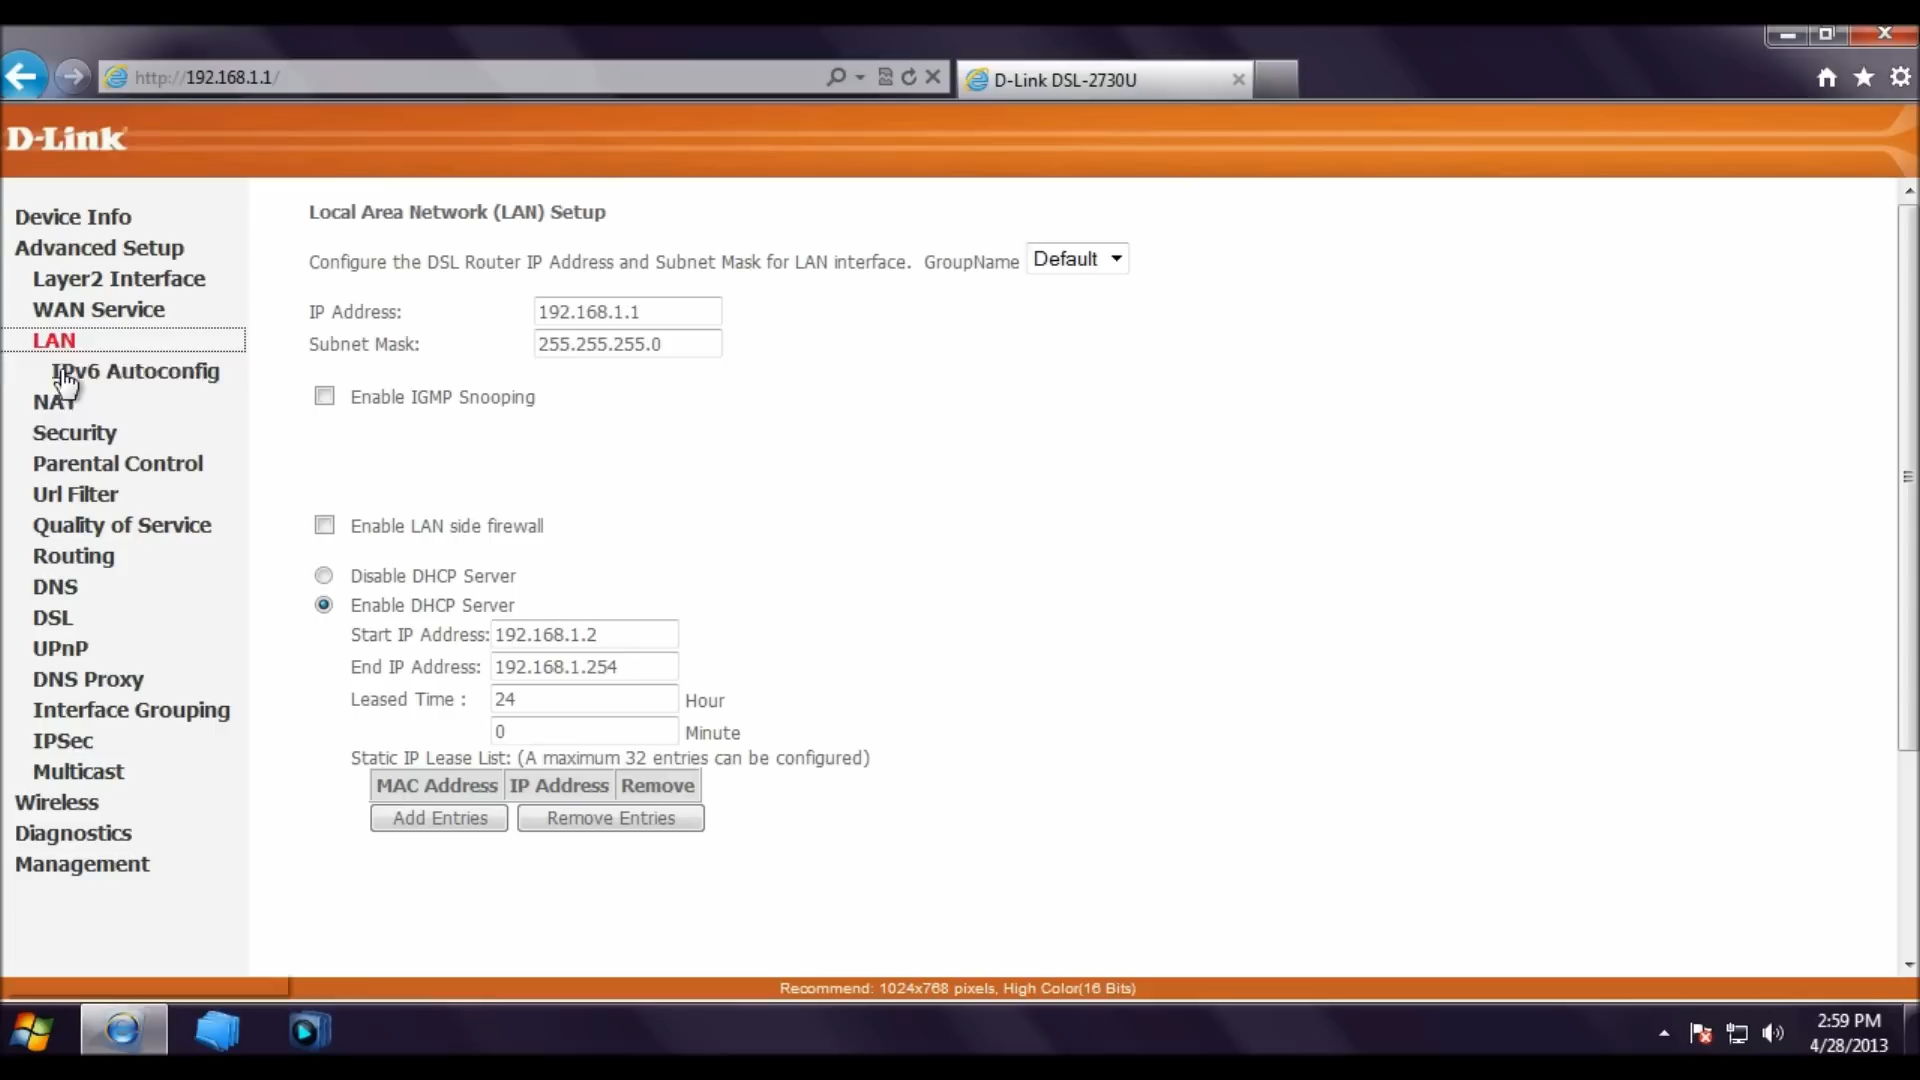 http://192.168.1.1/
D-Link DSL-2730U
D-Link
Device Info
Advanced Setup
Layer2 Interface
WAN Service
LAN
IPv6 Autoconfig
NAT
Security
Parental Control
Url Filter
Quality of Service
Routing
DNS
DSL
UPnP
DNS Proxy
Interface Grouping
IPSec
Multicast
Wireless
Diagnostics
Management
Local Area Network (LAN) Setup
Configure the DSL Router IP Address and Subnet Mask for LAN interface. GroupName Default
IP Address: 192.168.1.1
Subnet Mask: 255.255.255.0
Enable IGMP Snooping
Enable LAN side firewall
Disable DHCP Server
Enable DHCP Server
Start IP Address: 192.168.1.2
End IP Address: 192.168.1.254
Leased Time : 24 Hour
0 Minute
Static IP Lease List: (A maximum 32 entries can be configured)
MAC Address IP Address Remove
Add Entries Remove Entries
Recommend: 1024x768 pixels, High Color(16 Bits)
2:59 PM
4/28/2013